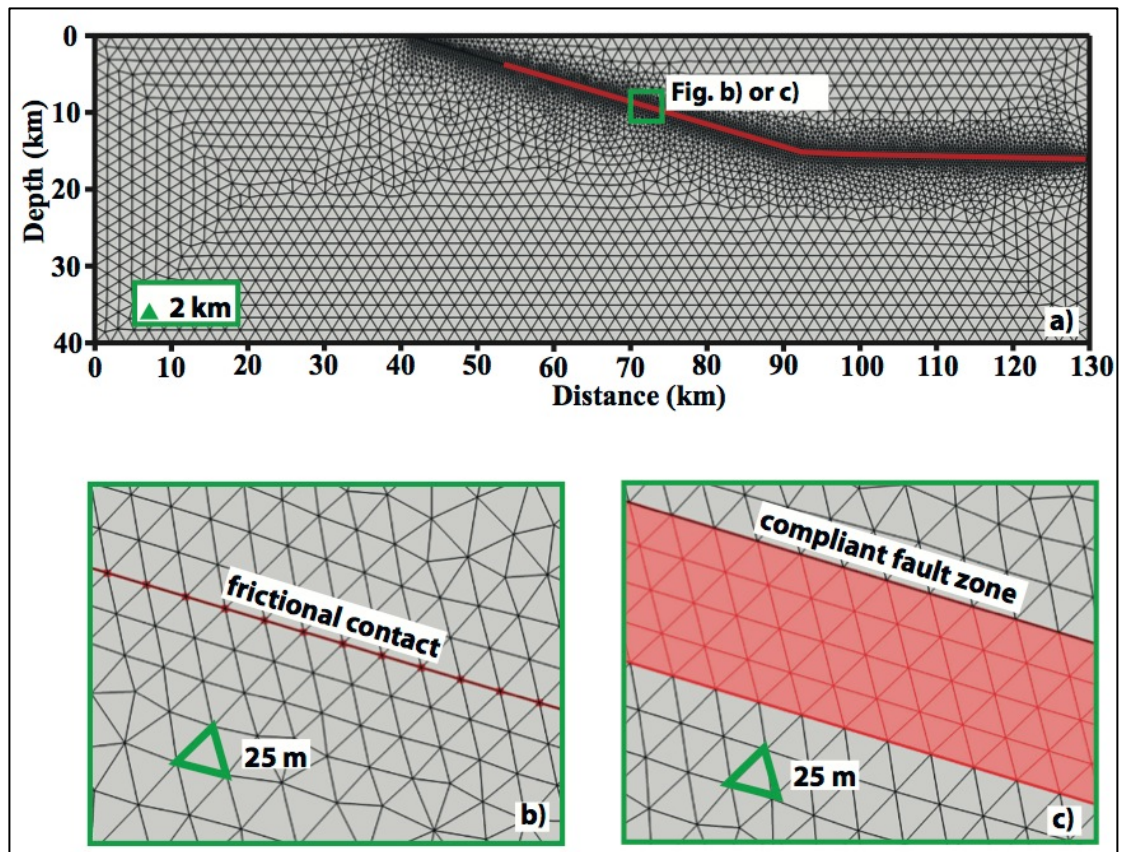 0
10
20
30
40
Depth (km)
Fig. b) or c)
2 km
a)
0 10 20 30 40 50 60 70 80 90 100 110 120 130
Distance (km)
frictional contact
25 m
b)
compliant fault zone
25 m
c)